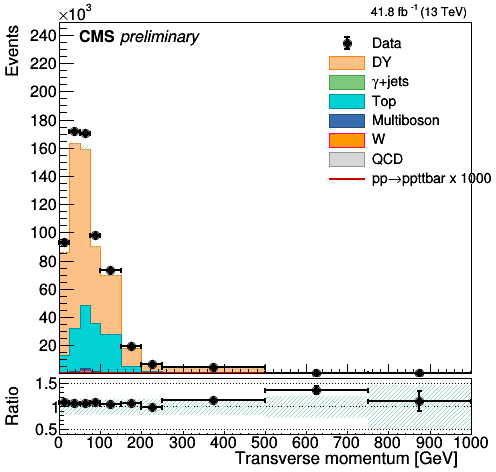 ×10³
41.8 fb⁻¹ (13 TeV)
CMS preliminary
Events
240
220
200
180
160
140
120
100
80
60
40
20
Data
DY
γ+jets
Top
Multiboson
W
QCD
pp→ppttbar x 1000
Ratio
1.5
1
0.5
0 100 200 300 400 500 600 700 800 900 1000
Transverse momentum [GeV]